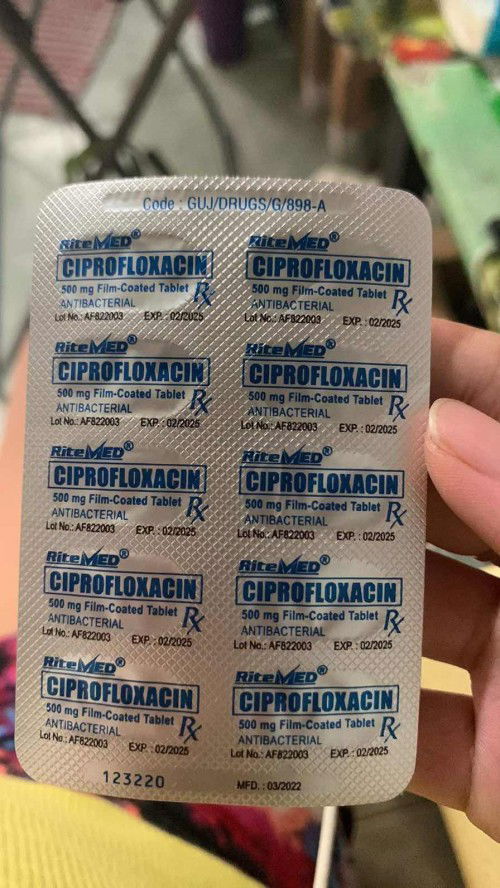 Code : GUJ/DRUGS/G/898-A
RiteMED®
CIPROFLOXACIN
500 mg Film-Coated Tablet
ANTIBACTERIAL
Rx
Lot No.: AF822003 EXP. : 02/2025
RiteMED®
CIPROFLOXACIN
500 mg Film-Coated Tablet
ANTIBACTERIAL
Rx
Lot No.: AF822003 EXP. : 02/2025
RiteMED®
CIPROFLOXACIN
500 mg Film-Coated Tablet
ANTIBACTERIAL
Rx
Lot No.: AF822003 EXP. : 02/2025
RiteMED®
CIPROFLOXACIN
500 mg Film-Coated Tablet
ANTIBACTERIAL
Rx
Lot No.: AF822003 EXP. : 02/2025
RiteMED®
CIPROFLOXACIN
500 mg Film-Coated Tablet
ANTIBACTERIAL
Rx
Lot No.: AF822003 EXP. : 02/2025
RiteMED®
CIPROFLOXACIN
500 mg Film-Coated Tablet
ANTIBACTERIAL
Rx
Lot No.: AF822003 EXP. : 02/2025
RiteMED®
CIPROFLOXACIN
500 mg Film-Coated Tablet
ANTIBACTERIAL
Rx
Lot No.: AF822003 EXP. : 02/2025
RiteMED®
CIPROFLOXACIN
500 mg Film-Coated Tablet
ANTIBACTERIAL
Rx
Lot No.: AF822003 EXP. : 02/2025
RiteMED®
CIPROFLOXACIN
500 mg Film-Coated Tablet
ANTIBACTERIAL
Rx
Lot No.: AF822003 EXP. : 02/2025
RiteMED®
CIPROFLOXACIN
500 mg Film-Coated Tablet
ANTIBACTERIAL
Rx
Lot No.: AF822003 EXP. : 02/2025
123220
MFD. : 03/2022